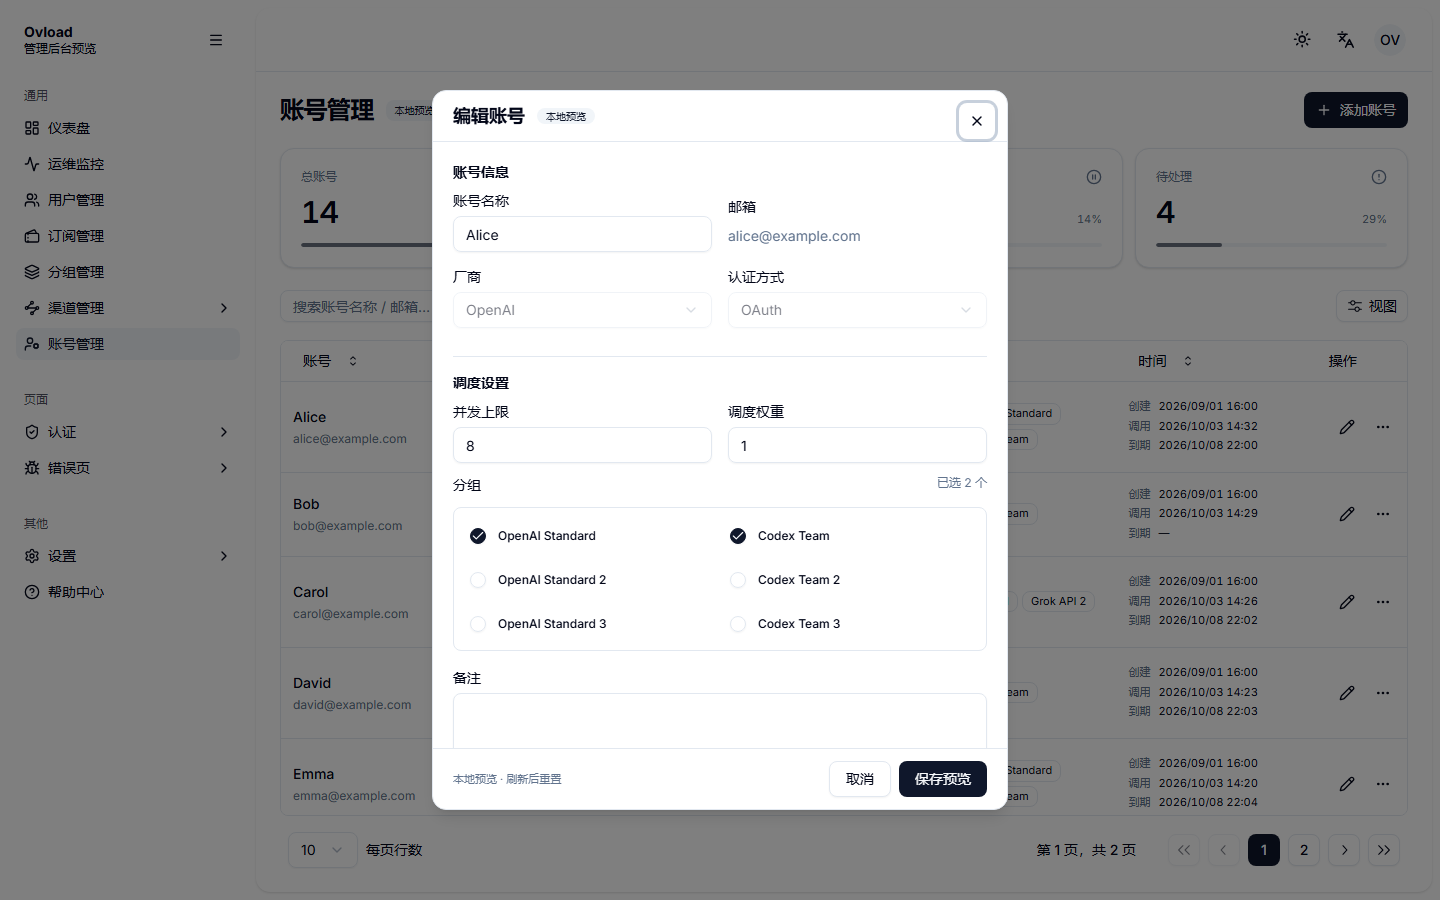 Ovload
管理后台预览
通用
仪表盘
运维监控
用户管理
订阅管理
分组管理
渠道管理
账号管理
页面
认证
错误页
其他
设置
帮助中心
OV
账号管理
本地预览
添加账号
总账号
14
14%
待处理
4
29%
搜索账号名称 / 邮箱...
视图
账号
时间
操作
Alice
alice@example.com
Standard
创建 2026/09/01 16:00
调用 2026/10/03 14:32
到期 2026/10/08 22:00
Bob
bob@example.com
创建 2026/09/01 16:00
调用 2026/10/03 14:29
到期 —
Carol
carol@example.com
Grok API 2
创建 2026/09/01 16:00
调用 2026/10/03 14:26
到期 2026/10/08 22:02
David
david@example.com
创建 2026/09/01 16:00
调用 2026/10/03 14:23
到期 2026/10/08 22:03
Emma
emma@example.com
Standard
创建 2026/09/01 16:00
调用 2026/10/03 14:20
到期 2026/10/08 22:04
10
每页行数
第 1 页，共 2 页
1
2
编辑账号
本地预览
账号信息
账号名称
Alice
邮箱
alice@example.com
厂商
OpenAI
认证方式
OAuth
调度设置
并发上限
8
调度权重
1
分组
已选 2 个
OpenAI Standard
Codex Team
OpenAI Standard 2
Codex Team 2
OpenAI Standard 3
Codex Team 3
备注
本地预览 · 刷新后重置
取消
保存预览